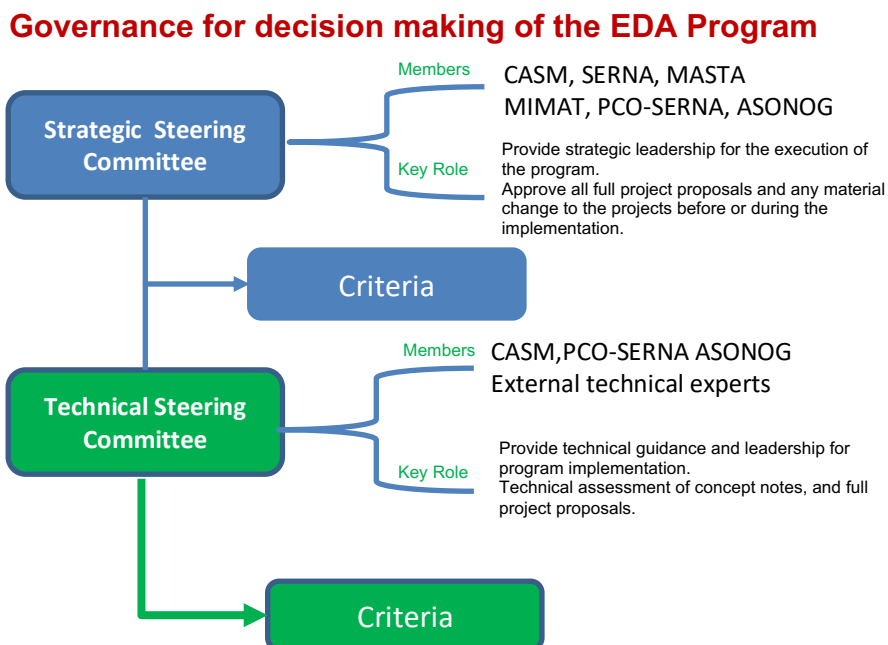 Governance for decision making of the EDA Program
Strategic Steering
Committee
Members
CASM, SERNA, MASTA
MIMAT, PCO-SERNA, ASONOG
Key Role
Provide strategic leadership for the execution of
the program.
Approve all full project proposals and any material
change to the projects before or during the
implementation.
Criteria
Technical Steering
Committee
Members
CASM,PCO-SERNA ASONOG
External technical experts
Key Role
Provide technical guidance and leadership for
program implementation.
Technical assessment of concept notes, and full
project proposals.
Criteria